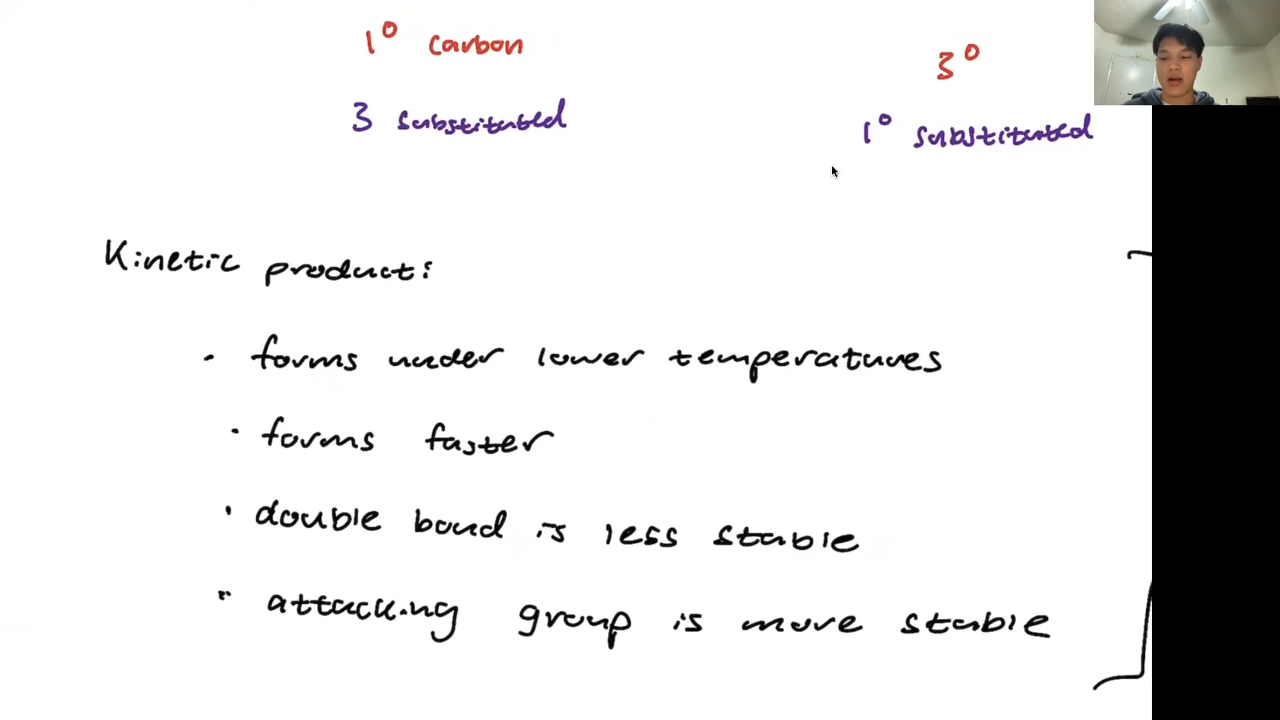 1° carbon
3°
3 substituted
1° substituted
Kinetic product:
· forms under lower temperatures
· forms faster
· double bond is less stable
· attacking group is more stable